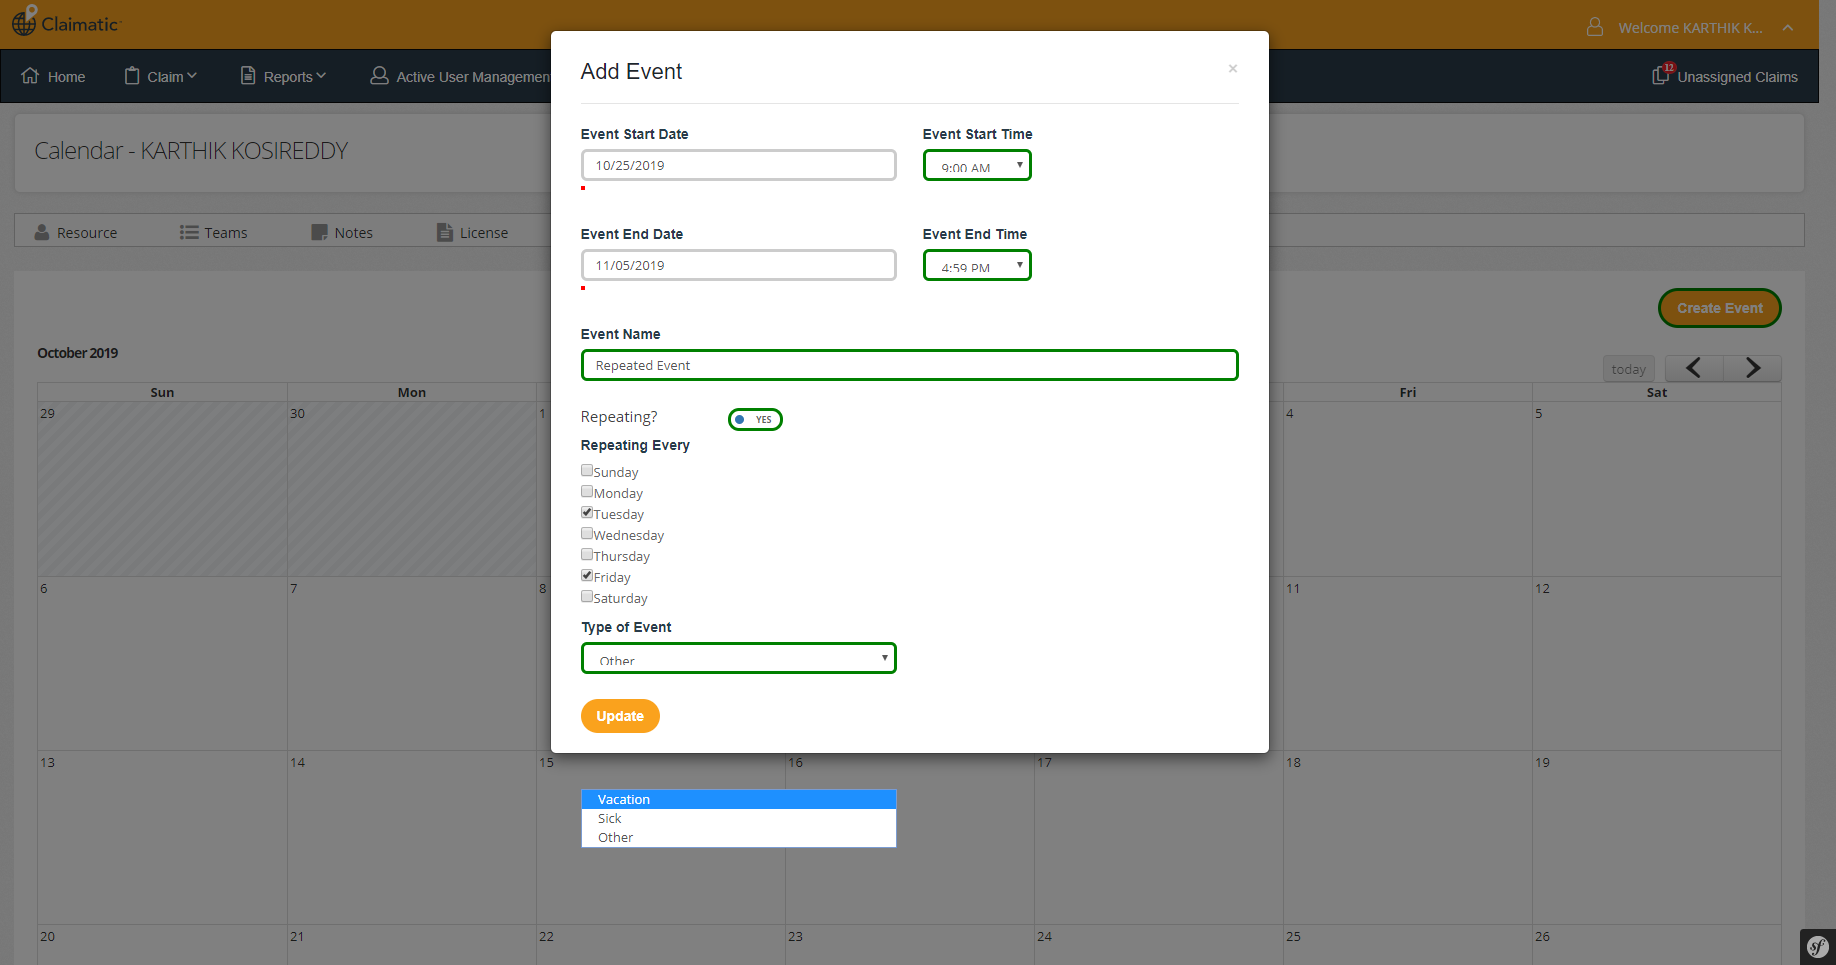 Claimatic
Welcome KARTHIK K...
Home
Claim
Reports
Active User Managemen
12
Unassigned Claims
Calendar - KARTHIK KOSIREDDY
Resource
Teams
Notes
License
Add Event
×
Event Start Date
Event Start Time
10/25/2019
9:00 AM
Event End Date
Event End Time
11/05/2019
4:59 PM
Event Name
Repeated Event
Repeating?
YES
Repeating Every
Sunday
Monday
Tuesday
Wednesday
Thursday
Friday
Saturday
Type of Event
Other
Update
Vacation
Sick
Other
Create Event
October 2019
today
Sun
Mon
Fri
Sat
29
30
1
4
5
6
7
8
11
12
13
14
15
16
17
18
19
20
21
22
23
24
25
26
sf